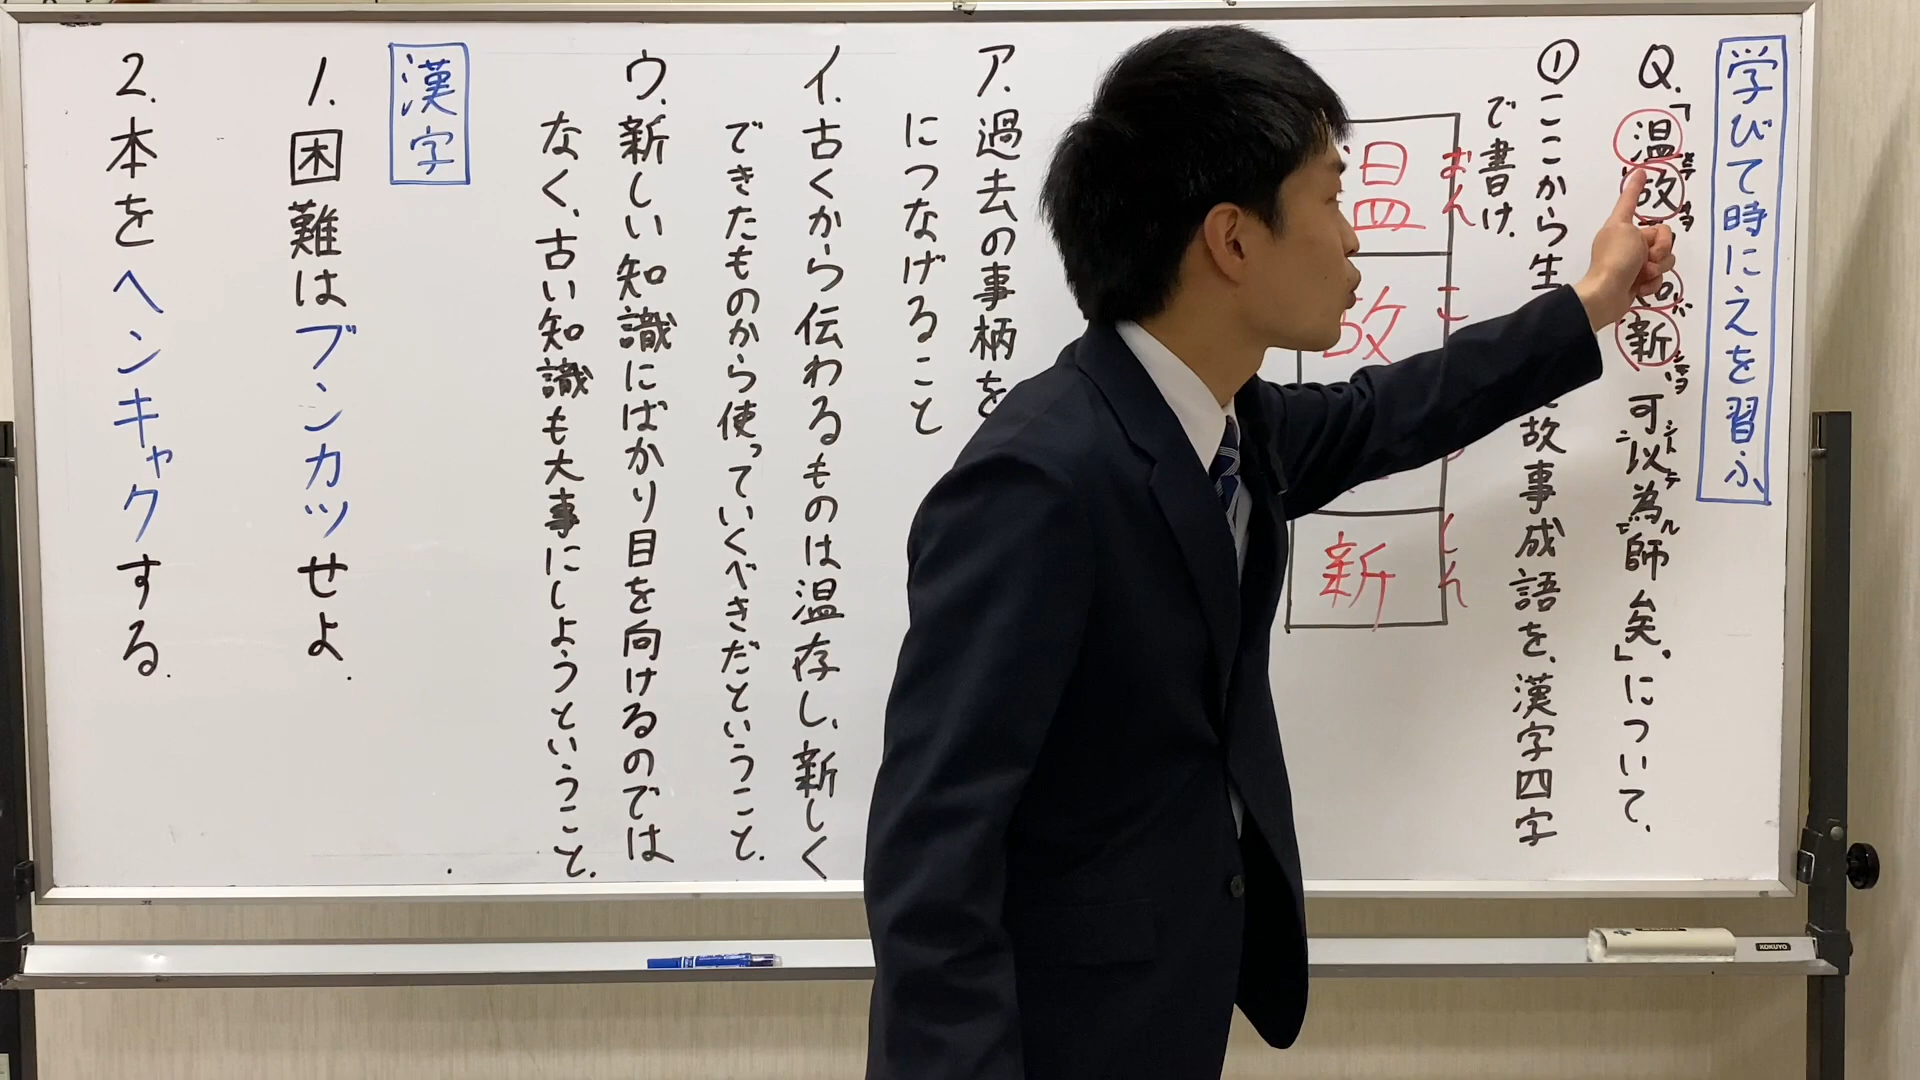 学びて時にこえを習ふ
Q.「温故 新可以為師矣。」について、
①ここから生 故事成語を、漢字四字
で書け.
おん こ しん
温故 新
ア.過去の事柄を
につなげること
イ.古くから伝わるものは温存し、新しく
できたものから使っていくべきだということ.
ウ.新しい知識にばかり目を向けるのでは
なく、古い知識も大事にしようということ.
漢字
1.困難はブンカツせよ.
2.本をヘンキャクする.
KOKUYO